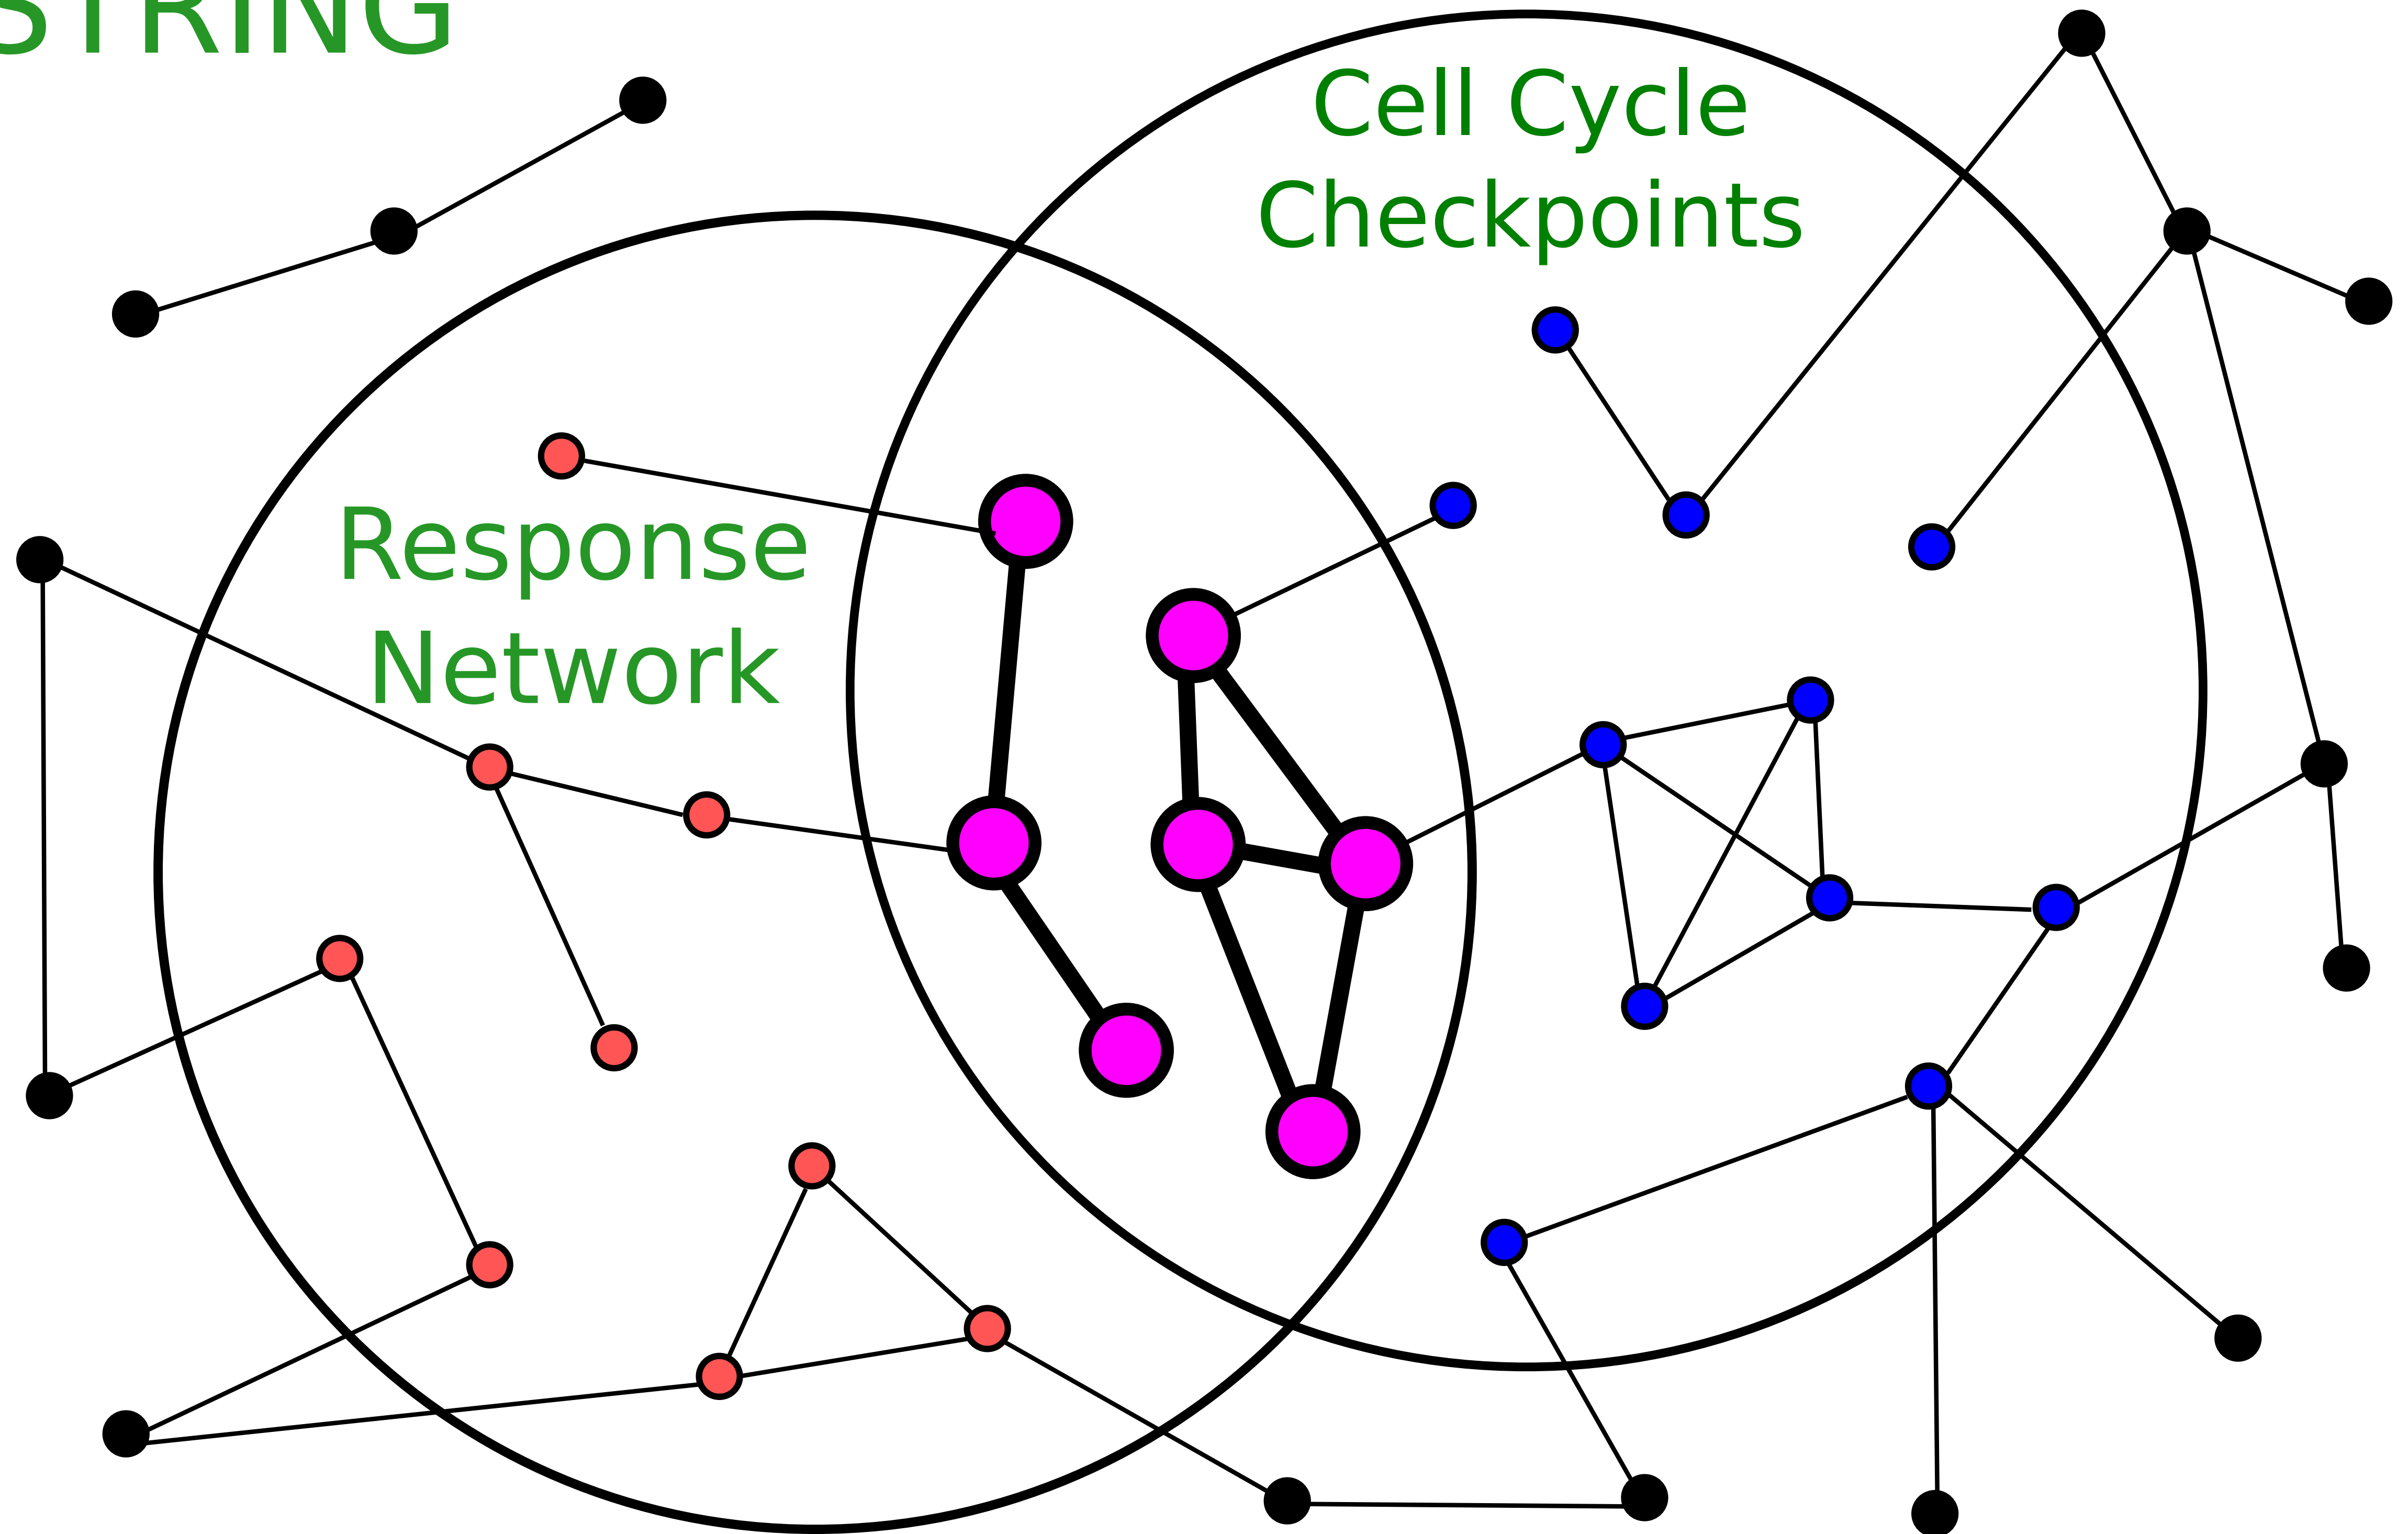 STRING
Cell Cycle
Checkpoints
Response
Network